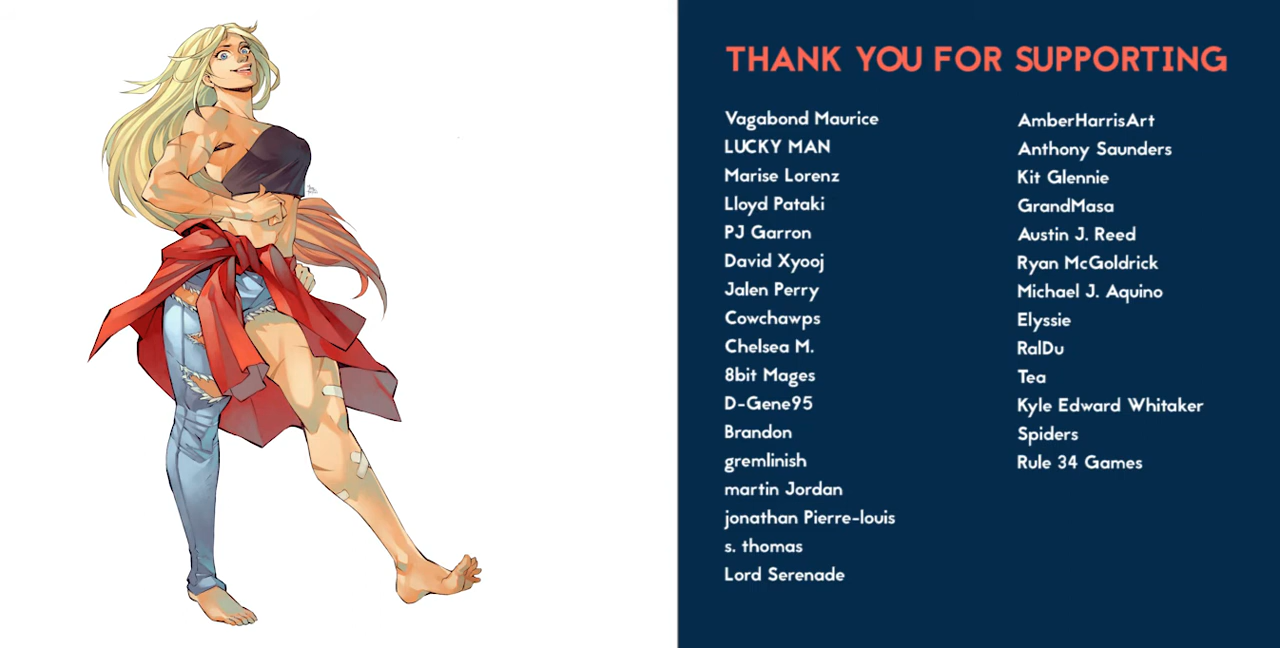 THANK YOU FOR SUPPORTING
Vagabond Maurice
LUCKY MAN
Marise Lorenz
Lloyd Pataki
PJ Garron
David Xyooj
Jalen Perry
Cowchawps
Chelsea M.
8bit Mages
D-Gene95
Brandon
gremlinish
martin Jordan
jonathan Pierre-louis
s. thomas
Lord Serenade
AmberHarrisArt
Anthony Saunders
Kit Glennie
GrandMasa
Austin J. Reed
Ryan McGoldrick
Michael J. Aquino
Elyssie
RalDu
Tea
Kyle Edward Whitaker
Spiders
Rule 34 Games